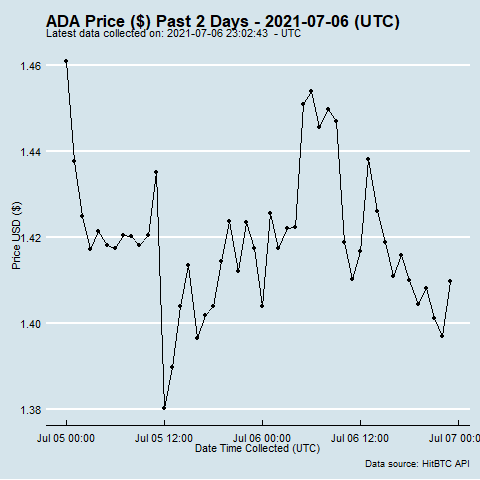 ADA Price ($) Past 2 Days - 2021-07-06 (UTC)
Latest data collected on: 2021-07-06 23:02:43 - UTC
1.46
1.44
1.42
1.40
1.38
Price USD ($)
Jul 05 00:00 Jul 05 12:00 Jul 06 00:00 Jul 06 12:00 Jul 07 00:00
Date Time Collected (UTC)
Data source: HitBTC API